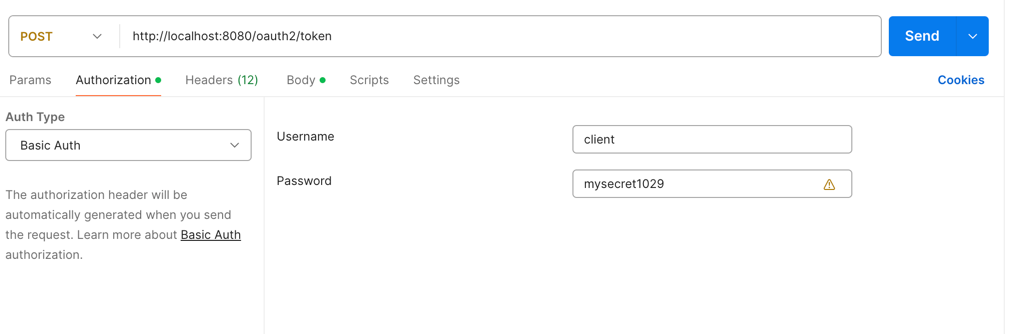 POST http://localhost:8080/oauth2/token Send
Params Authorization Headers (12) Body Scripts Settings Cookies
Auth Type
Basic Auth
The authorization header will be
automatically generated when you send
the request. Learn more about Basic Auth
authorization.
Username client
Password mysecret1029